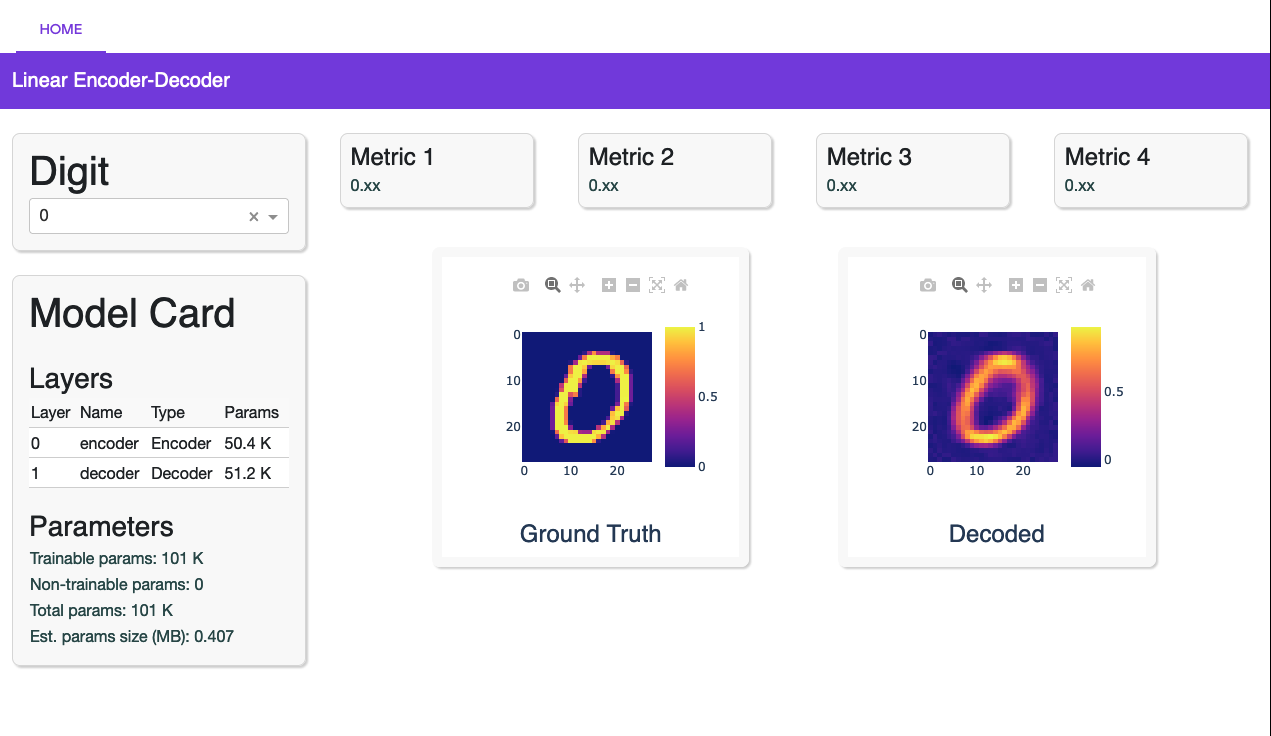 HOME
Linear Encoder-Decoder
Digit
0
Model Card
Layers
Layer Name Type Params
0 encoder Encoder 50.4 K
1 decoder Decoder 51.2 K
Parameters
Trainable params: 101 K
Non-trainable params: 0
Total params: 101 K
Est. params size (MB): 0.407
Metric 1
0.xx
Metric 2
0.xx
Metric 3
0.xx
Metric 4
0.xx
0
10
20
0 10 20
1
0.5
0
Ground Truth
0
10
20
0 10 20
0.5
0
Decoded